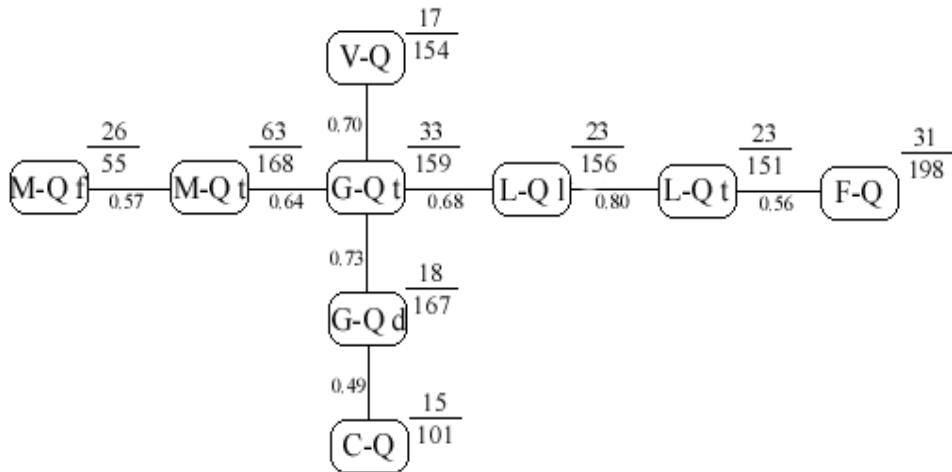 17
154
V-Q
0.70
26
55
63
168
33
159
23
156
23
151
31
198
M-Q f
0.57
M-Q t
0.64
G-Q t
0.68
L-Q l
0.80
L-Q t
0.56
F-Q
0.73
18
167
G-Q d
0.49
15
101
C-Q